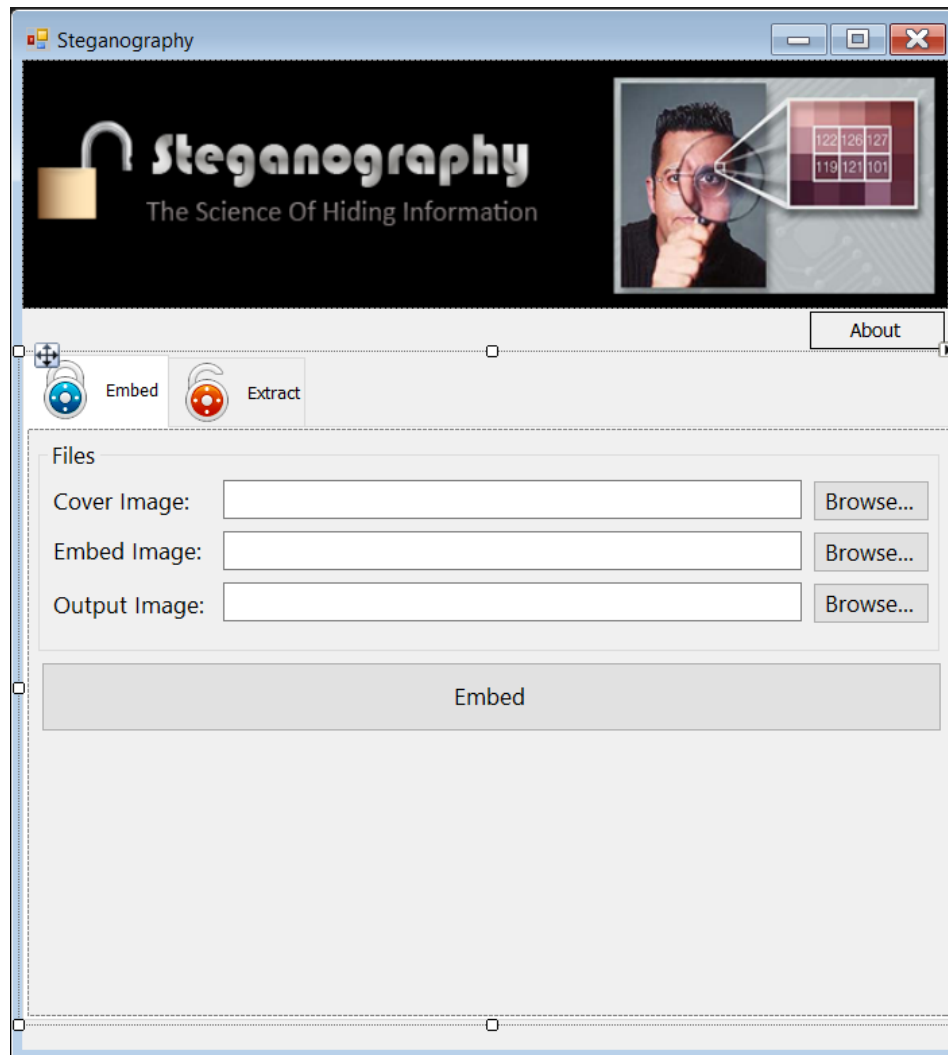 Steganography
Steganography
The Science Of Hiding Information
122 126 127
119 121 101
About
Embed
Extract
Files
Cover Image:
Browse...
Embed Image:
Browse...
Output Image:
Browse...
Embed